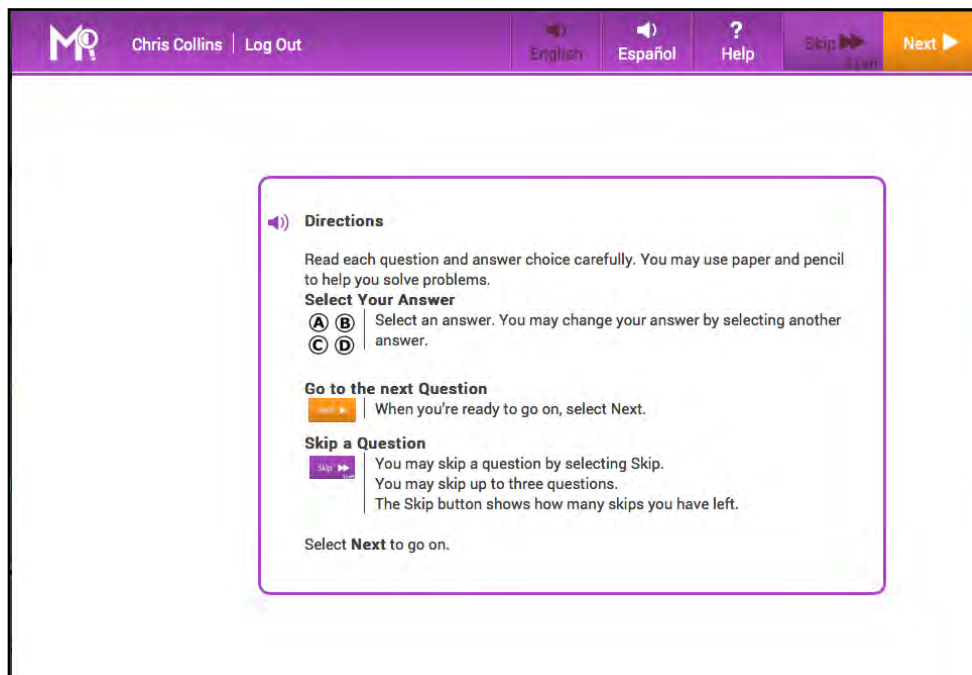 MR Chris Collins | Log Out English Español ? Help Skip Next
Directions
Read each question and answer choice carefully. You may use paper and pencil
to help you solve problems.
Select Your Answer
A B Select an answer. You may change your answer by selecting another
C D answer.
Go to the next Question
Next When you're ready to go on, select Next.
Skip a Question
Skip You may skip a question by selecting Skip.
You may skip up to three questions.
The Skip button shows how many skips you have left.
Select Next to go on.